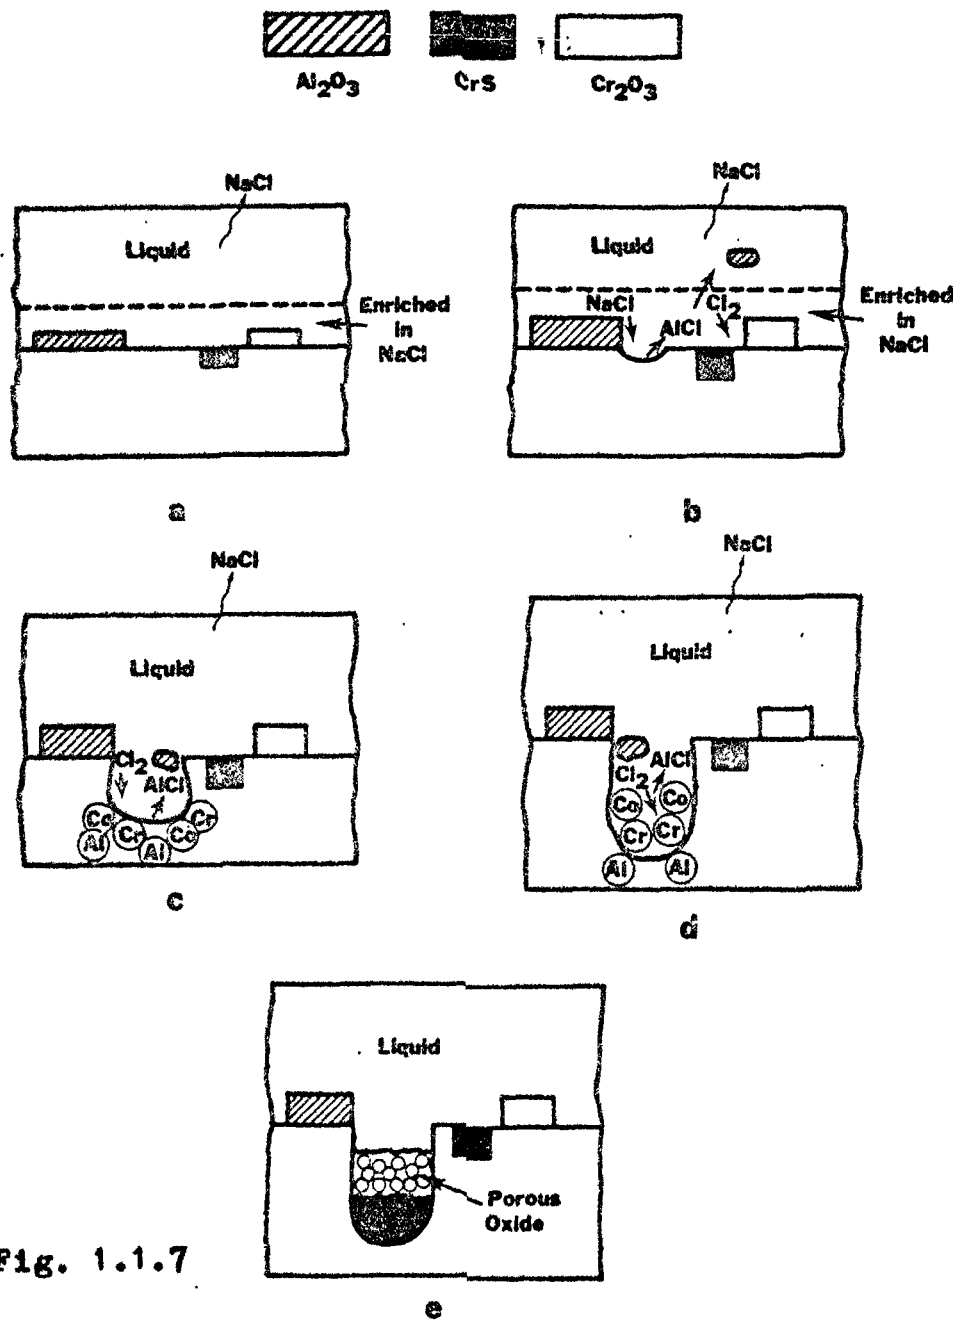 Al2O3 CrS Cr2O3
NaCl
Liquid
Enriched
in
NaCl
a
NaCl
Liquid
NaCl Cl2
AlCl
Enriched
in
NaCl
b
NaCl
Liquid
Cl2
AlCl
Co Cr
Al Cr Al Co
c
NaCl
Liquid
AlCl
Cl2
Co Co
Cr Cr
Al Al
d
Liquid
Porous
Oxide
Fig. 1.1.7
e